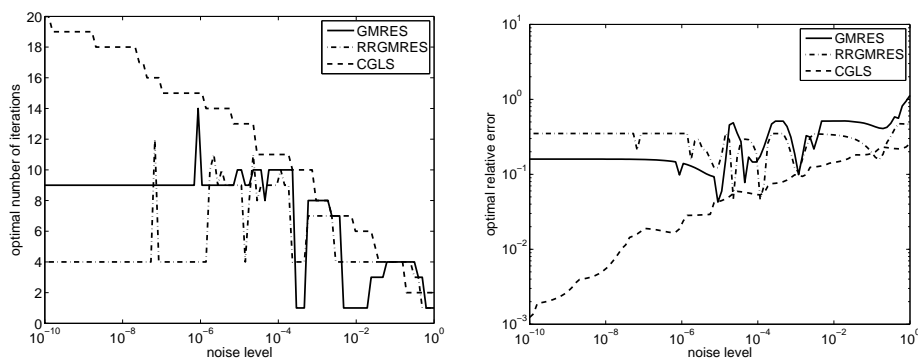 20
18
16
14
12
10
8
6
4
2
0
optimal number of iterations
GMRES
RRGMRES
CGLS
10^-10
10^-8
10^-6
10^-4
10^-2
10^0
noise level
10^1
10^0
10^-1
10^-2
10^-3
optimal relative error
GMRES
RRGMRES
CGLS
10^-10
10^-8
10^-6
10^-4
10^-2
10^0
noise level